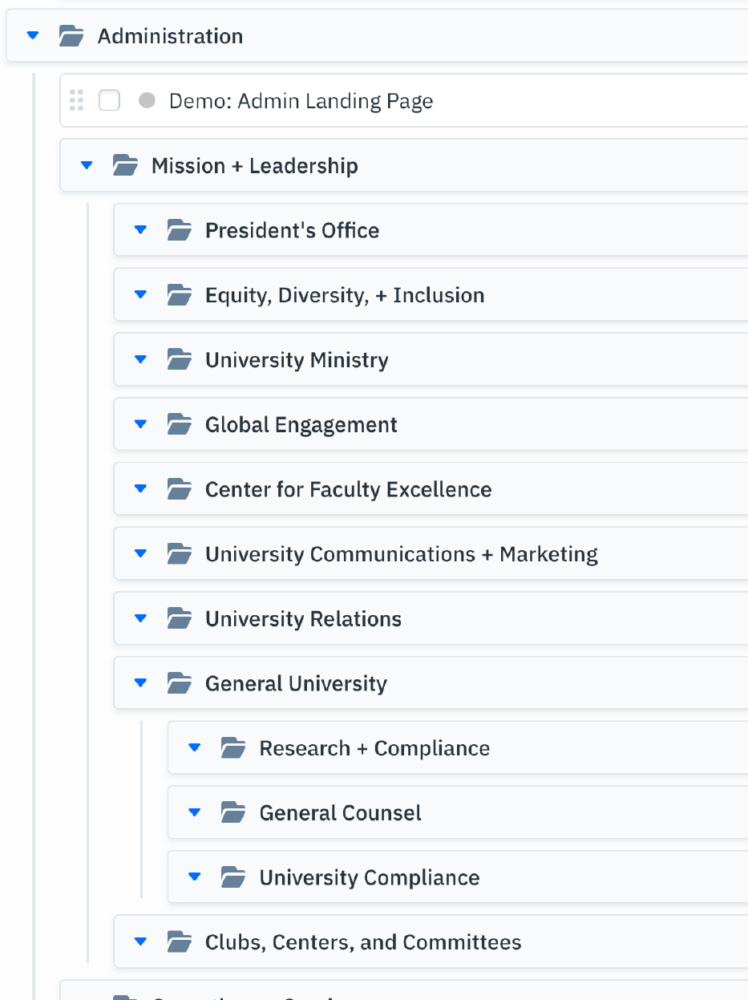 Administration
Demo: Admin Landing Page
Mission + Leadership
President's Office
Equity, Diversity, + Inclusion
University Ministry
Global Engagement
Center for Faculty Excellence
University Communications + Marketing
University Relations
General University
Research + Compliance
General Counsel
University Compliance
Clubs, Centers, and Committees